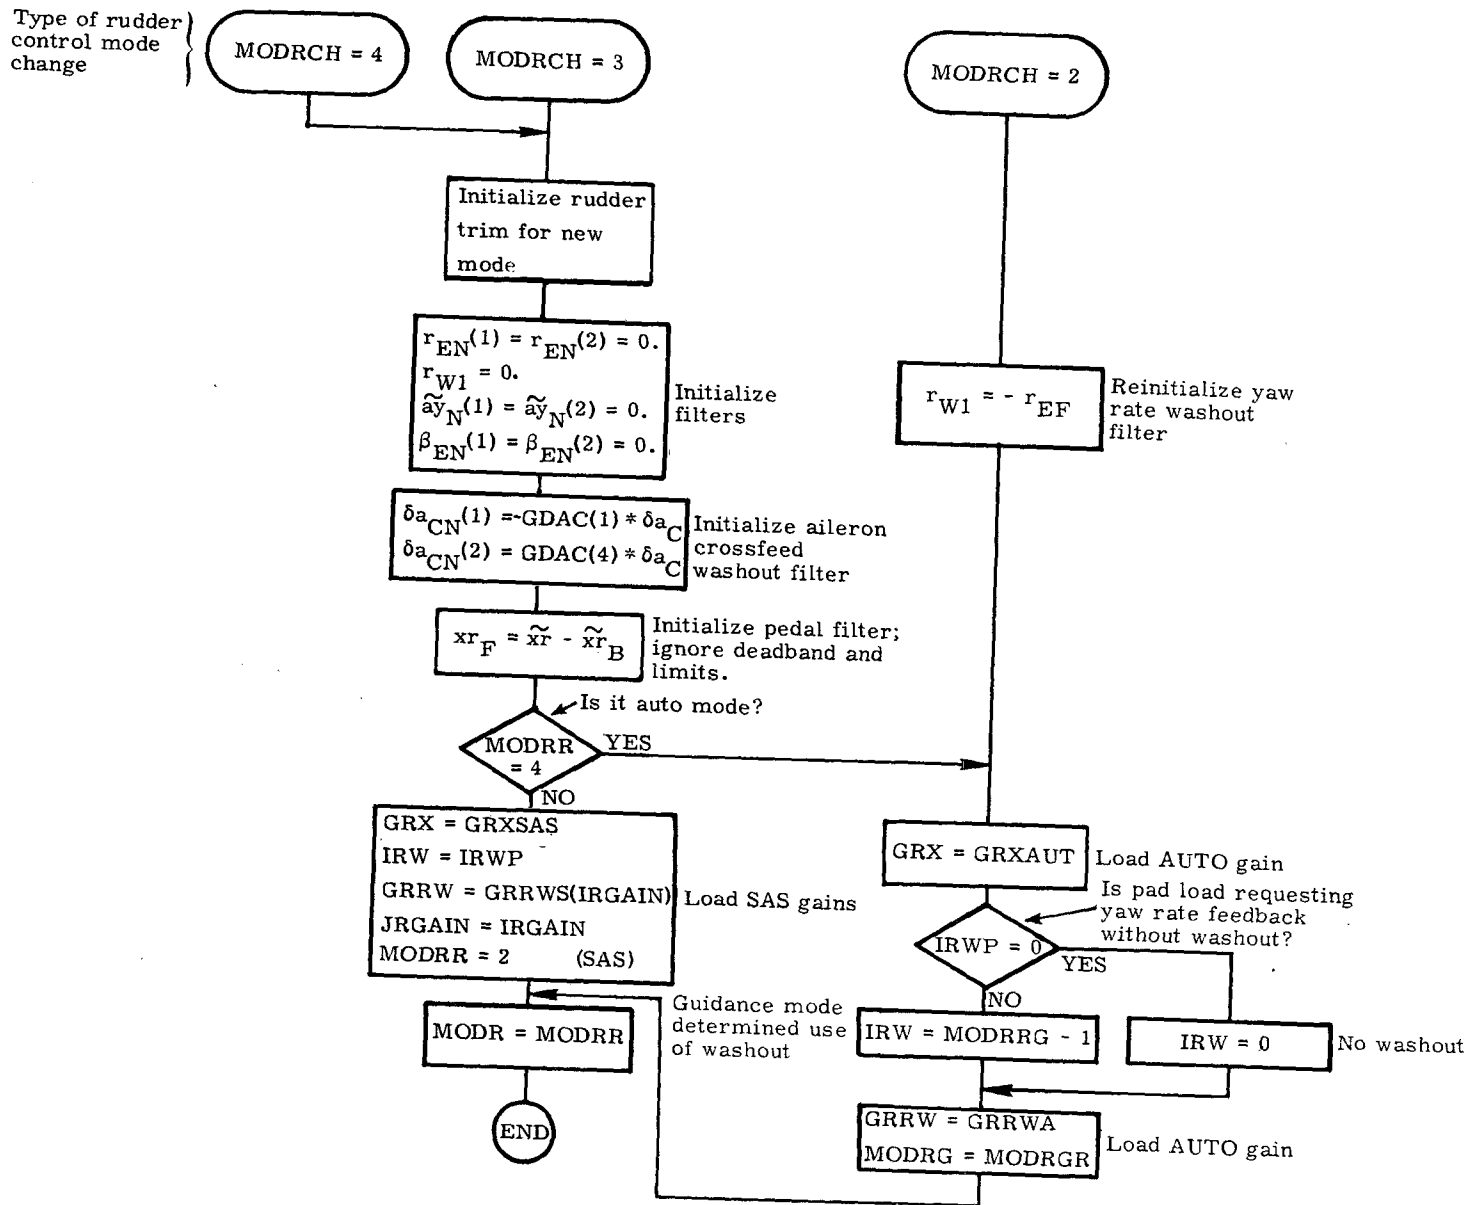 Type of rudder
control mode
change
MODRCH = 4
MODRCH = 3
MODRCH = 2
Initialize rudder
trim for new
mode
r_EN(1) = r_EN(2) = 0.
r_W1 = 0.
ãy_N(1) = ãy_N(2) = 0.
β_EN(1) = β_EN(2) = 0.
Initialize
filters
r_W1 = - r_EF
Reinitialize yaw
rate washout
filter
δa_CN(1) =-GDAC(1) * δa_C
δa_CN(2) = GDAC(4) * δa_C
Initialize aileron
crossfeed
washout filter
xr_F = x͂r - x͂r_B
Initialize pedal filter;
ignore deadband and
limits.
Is it auto mode?
MODRR
= 4
YES
NO
GRX = GRXSAS
IRW = IRWP
GRRW = GRRWS(IRGAIN)
JRGAIN = IRGAIN
MODRR = 2 (SAS)
Load SAS gains
GRX = GRXAUT
Load AUTO gain
Is pad load requesting
yaw rate feedback
without washout?
IRWP = 0
YES
NO
Guidance mode
determined use
of washout
IRW = MODRRG - 1
IRW = 0
No washout
MODR = MODRR
END
GRRW = GRRWA
MODRG = MODRGR
Load AUTO gain